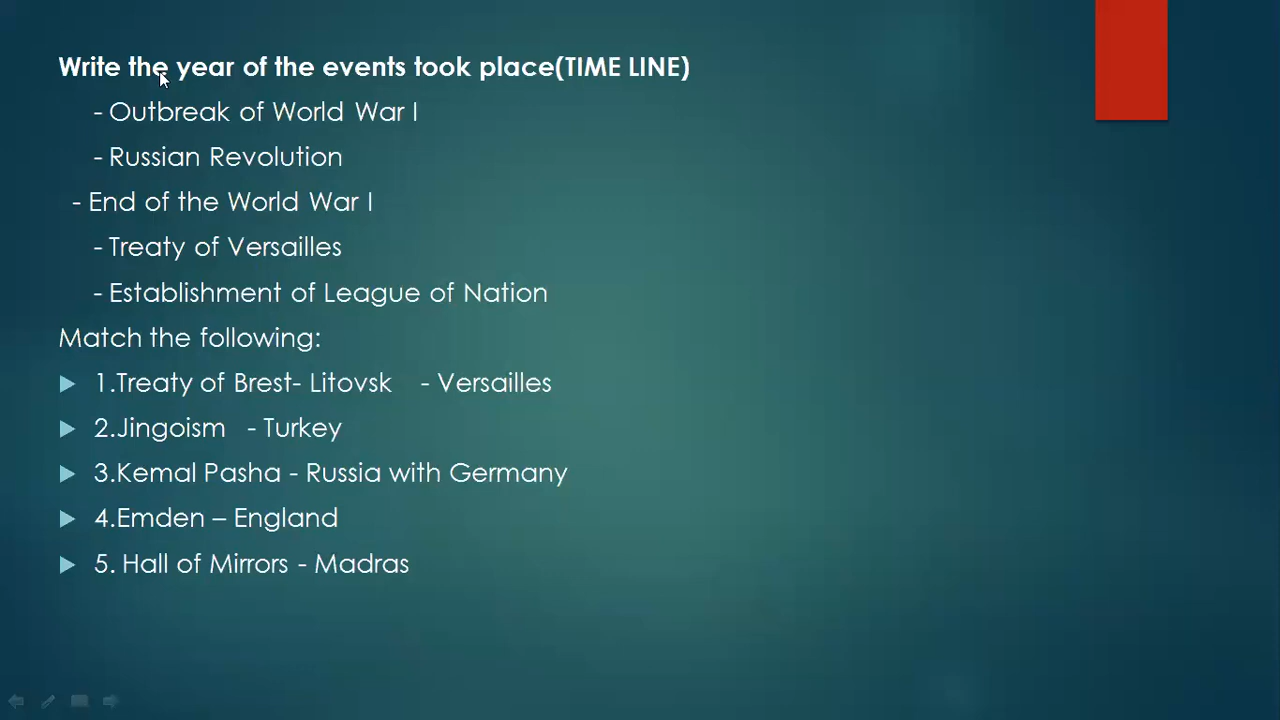 Write the year of the events took place(TIME LINE)
- Outbreak of World War I
- Russian Revolution
- End of the World War I
- Treaty of Versailles
- Establishment of League of Nation
Match the following:
1.Treaty of Brest- Litovsk - Versailles
2.Jingoism - Turkey
3.Kemal Pasha - Russia with Germany
4.Emden – England
5. Hall of Mirrors - Madras